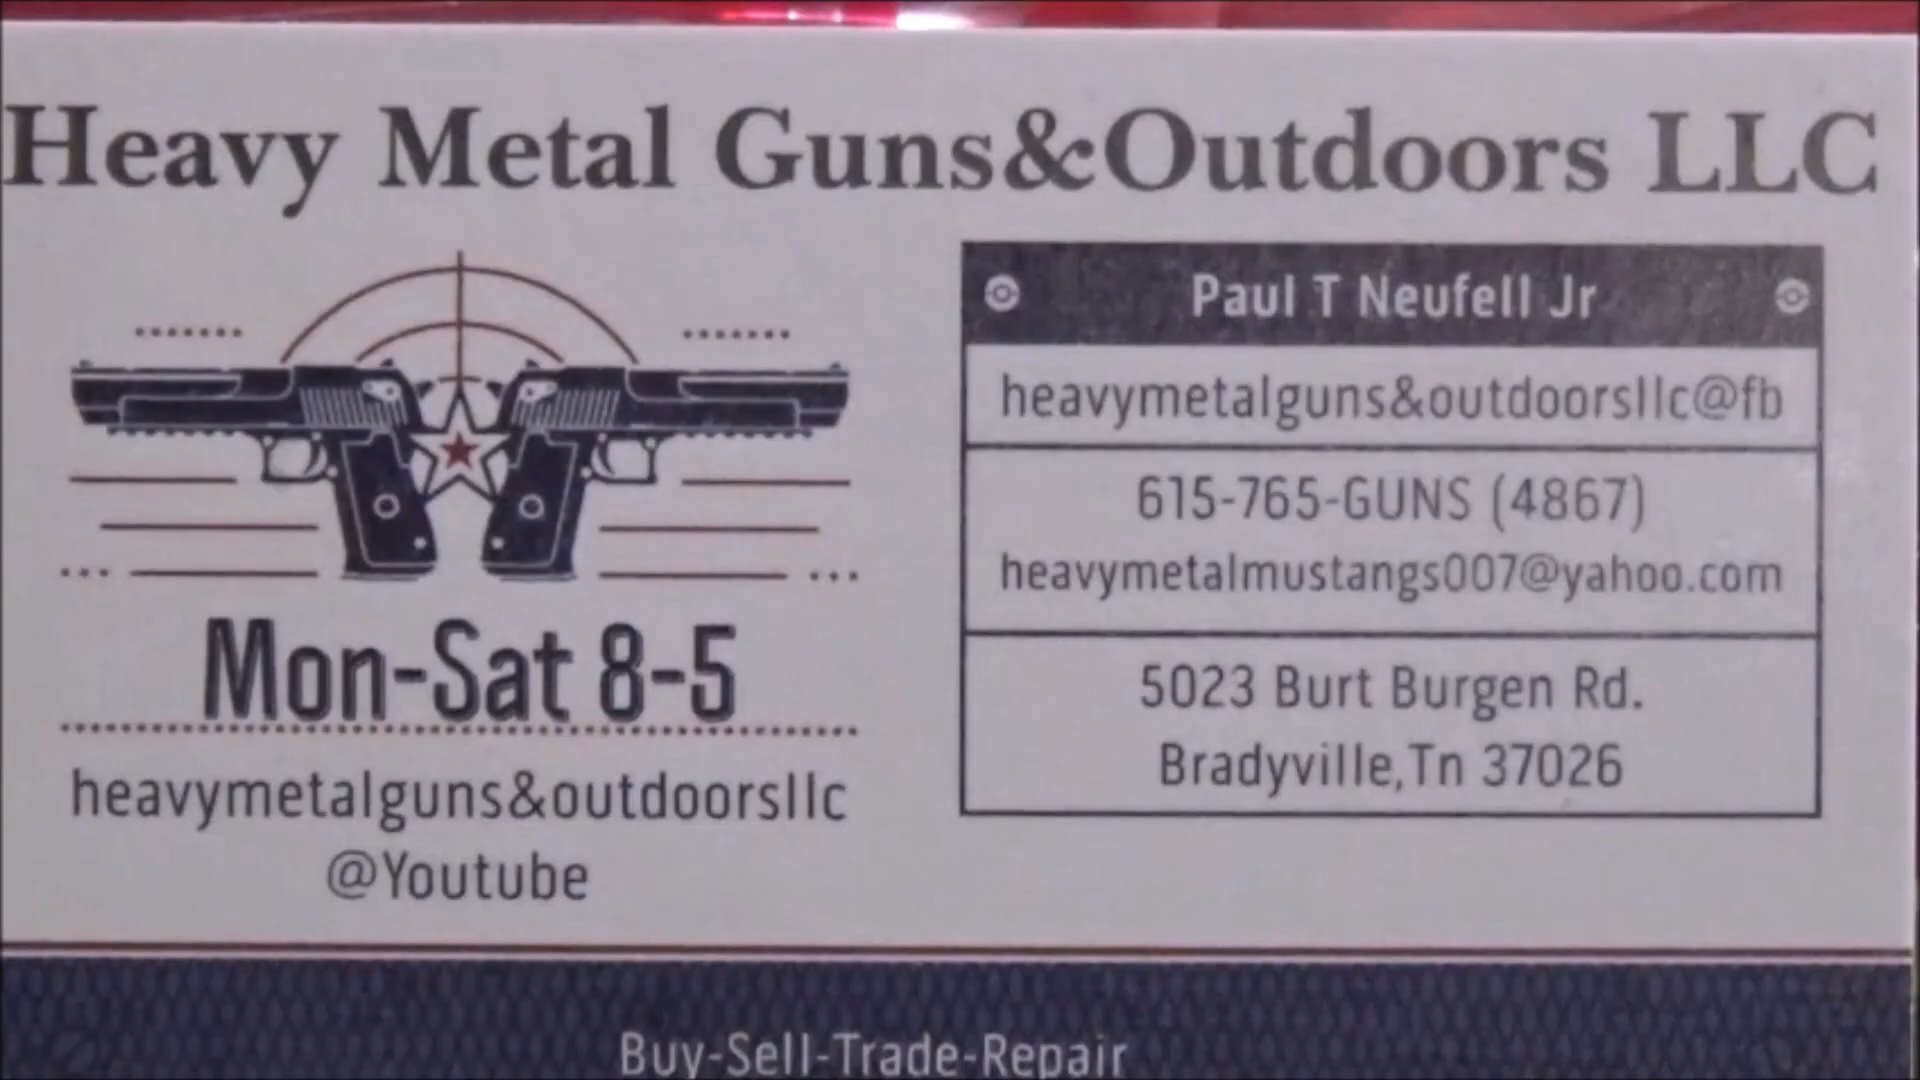 Heavy Metal Guns&Outdoors LLC
Mon-Sat 8-5
heavymetalguns&outdoorsllc
@Youtube
Paul T Neufell Jr
heavymetalguns&outdoorsllc@fb
615-765-GUNS (4867)
heavymetalmustangs007@yahoo.com
5023 Burt Burgen Rd.
Bradyville,Tn 37026
Buy-Sell-Trade-Repair